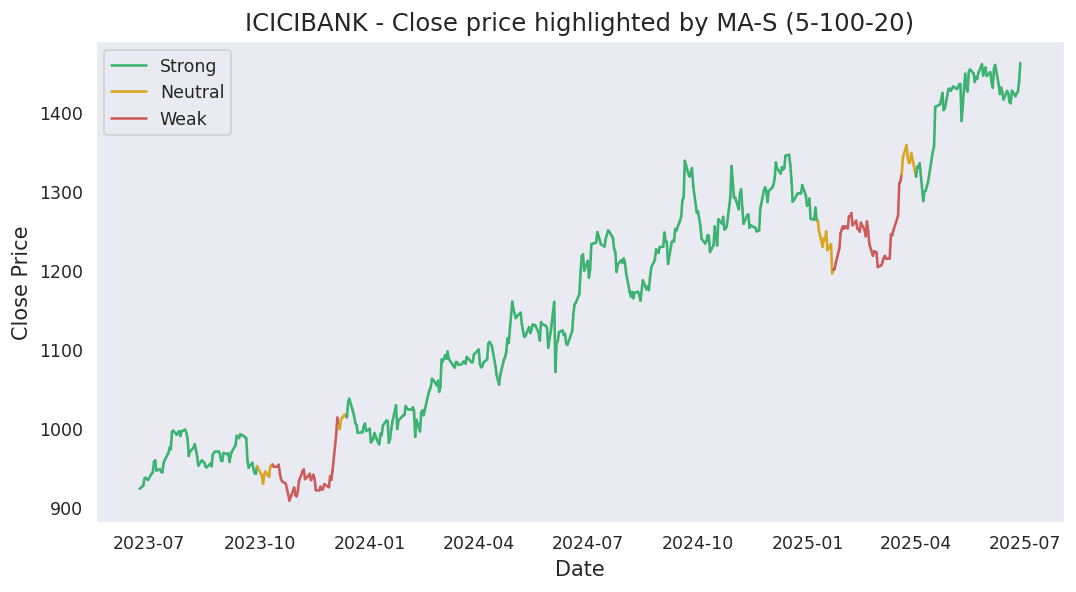 ICICIBANK - Close price highlighted by MA-S (5-100-20)
Strong
Neutral
Weak
Close Price
1400
1300
1200
1100
1000
900
2023-07 2023-10 2024-01 2024-04 2024-07 2024-10 2025-01 2025-04 2025-07
Date